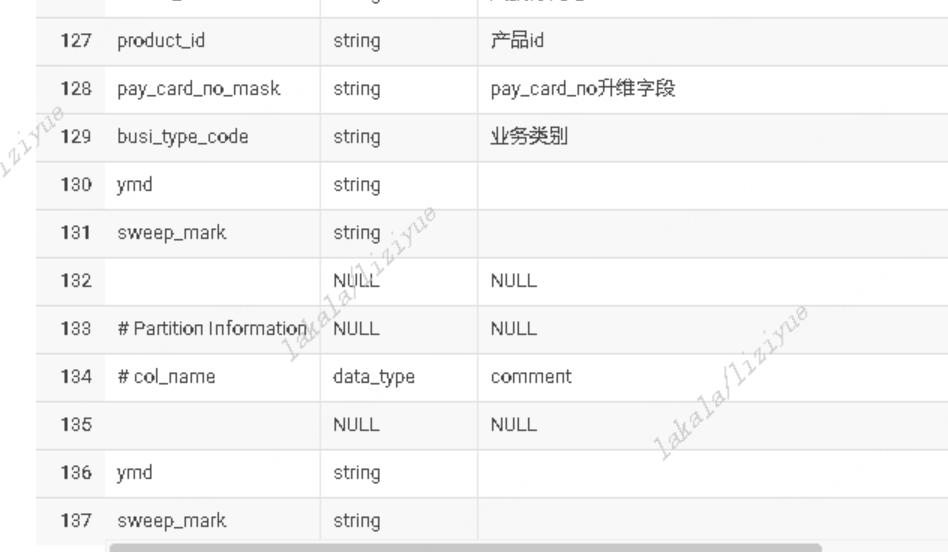 127 product_id string 产品id
128 pay_card_no_mask string pay_card_no升维字段
129 busi_type_code string 业务类别
130 ymd string
131 sweep_mark string
132 NULL NULL
133 # Partition Information NULL NULL
134 # col_name data_type comment
135 NULL NULL
136 ymd string
137 sweep_mark string
liziyue
lakala/liziyue
lakala/liziyue